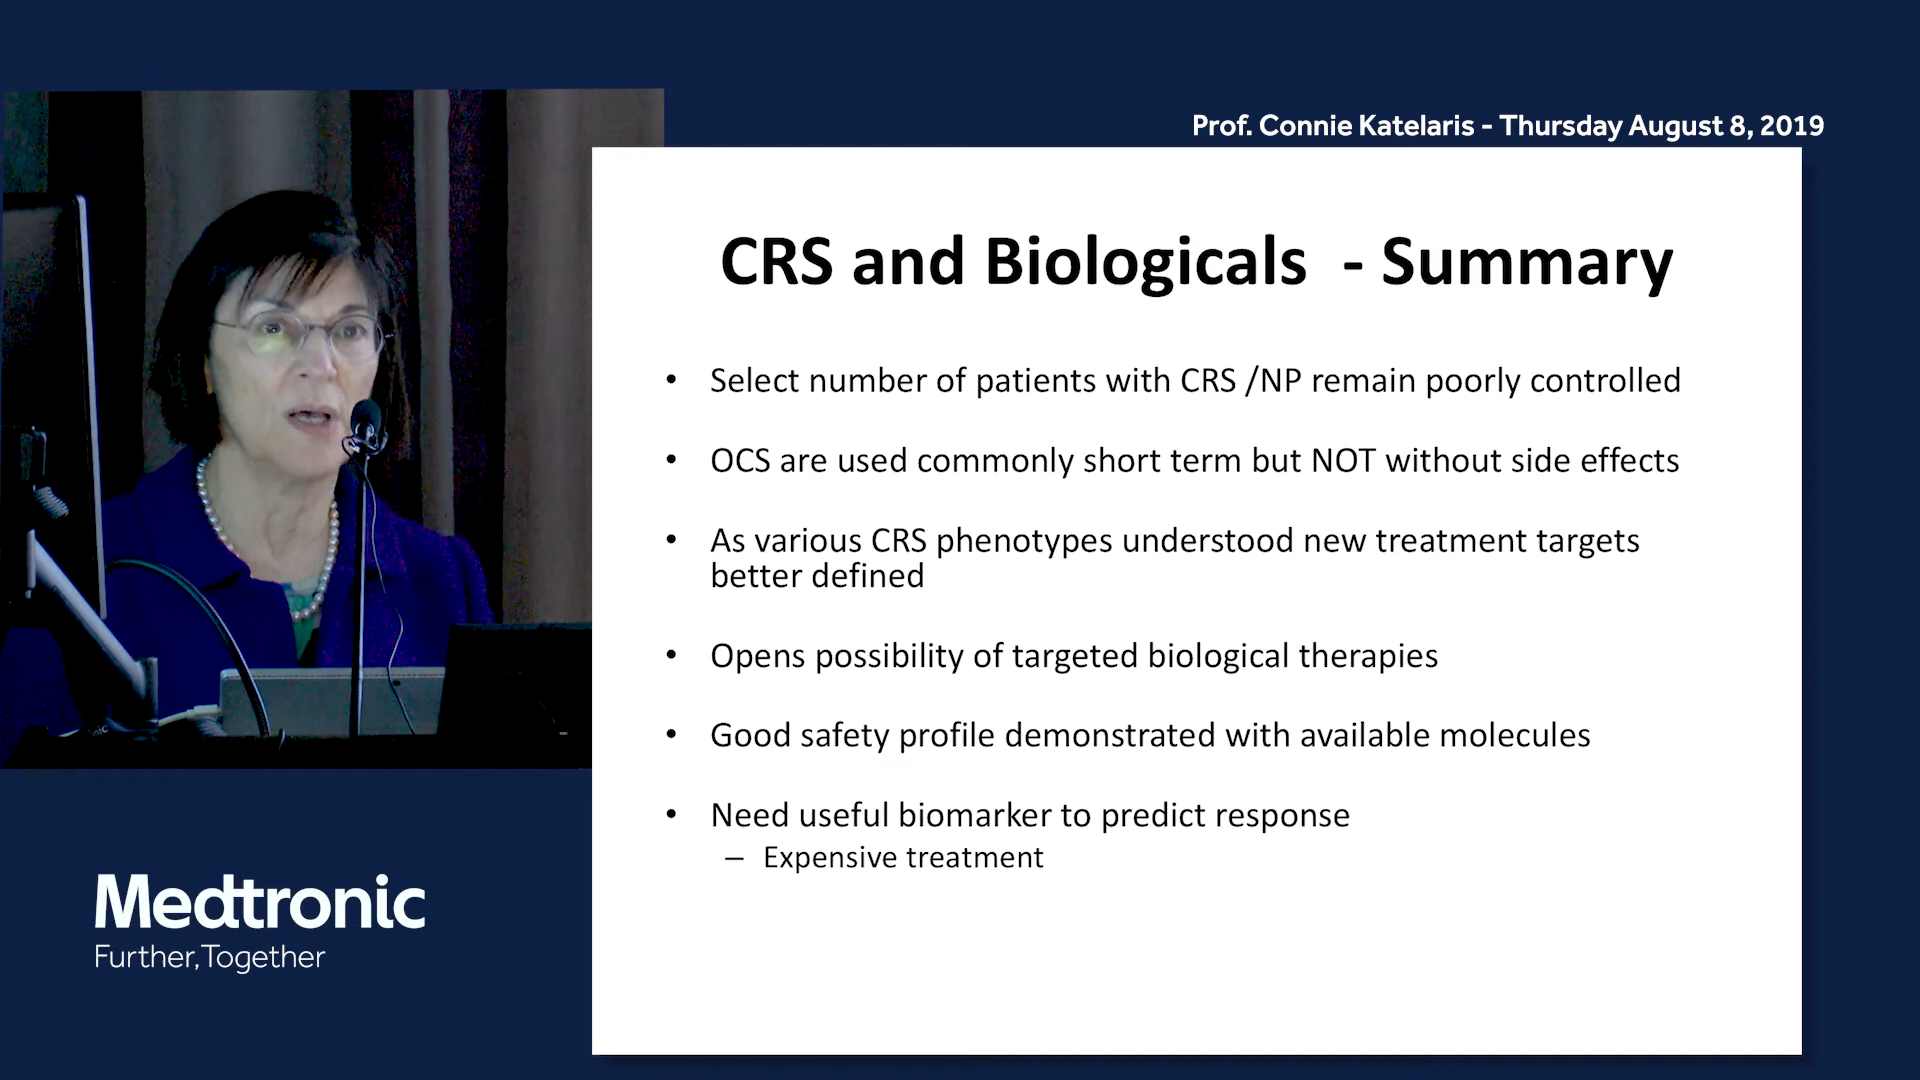 Prof. Connie Katelaris - Thursday August 8, 2019
CRS and Biologicals - Summary
• Select number of patients with CRS /NP remain poorly controlled
• OCS are used commonly short term but NOT without side effects
• As various CRS phenotypes understood new treatment targets
better defined
• Opens possibility of targeted biological therapies
• Good safety profile demonstrated with available molecules
• Need useful biomarker to predict response
– Expensive treatment
Medtronic
Further, Together